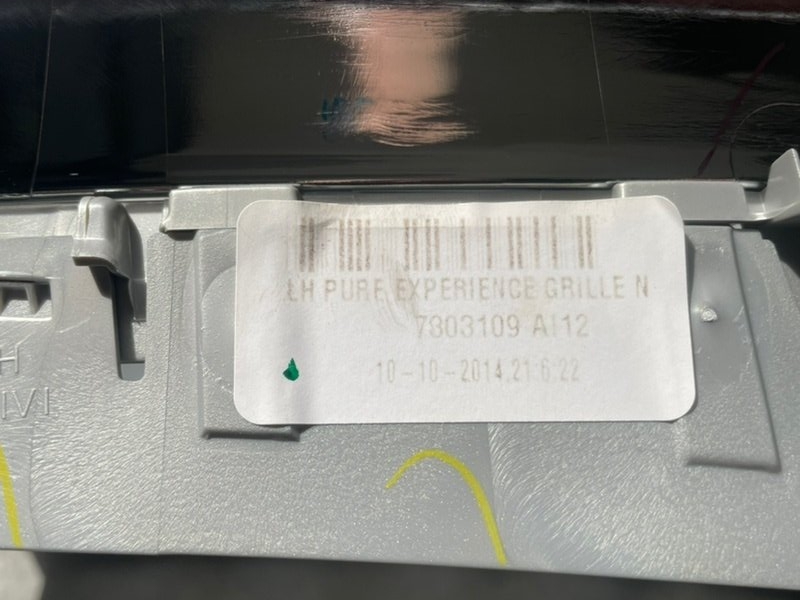 LH PURE EXPERIENCE GRILLE N
7303109 AI12
10-10-2014,21:6:22
H